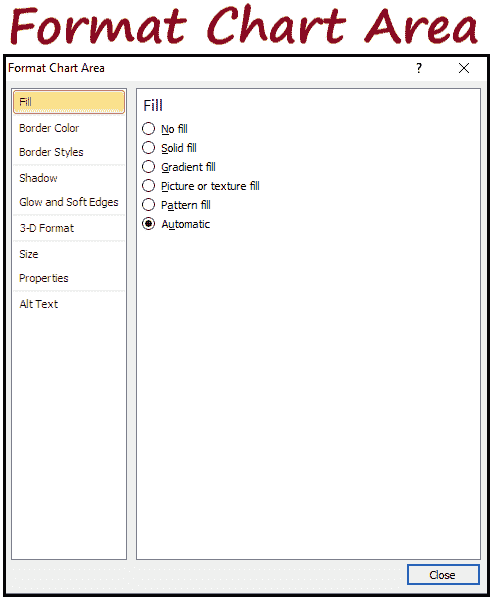 Format Chart Area
Format Chart Area ?
Fill
Border Color
Border Styles
Shadow
Glow and Soft Edges
3-D Format
Size
Properties
Alt Text
Fill
No fill
Solid fill
Gradient fill
Picture or texture fill
Pattern fill
Automatic
Close